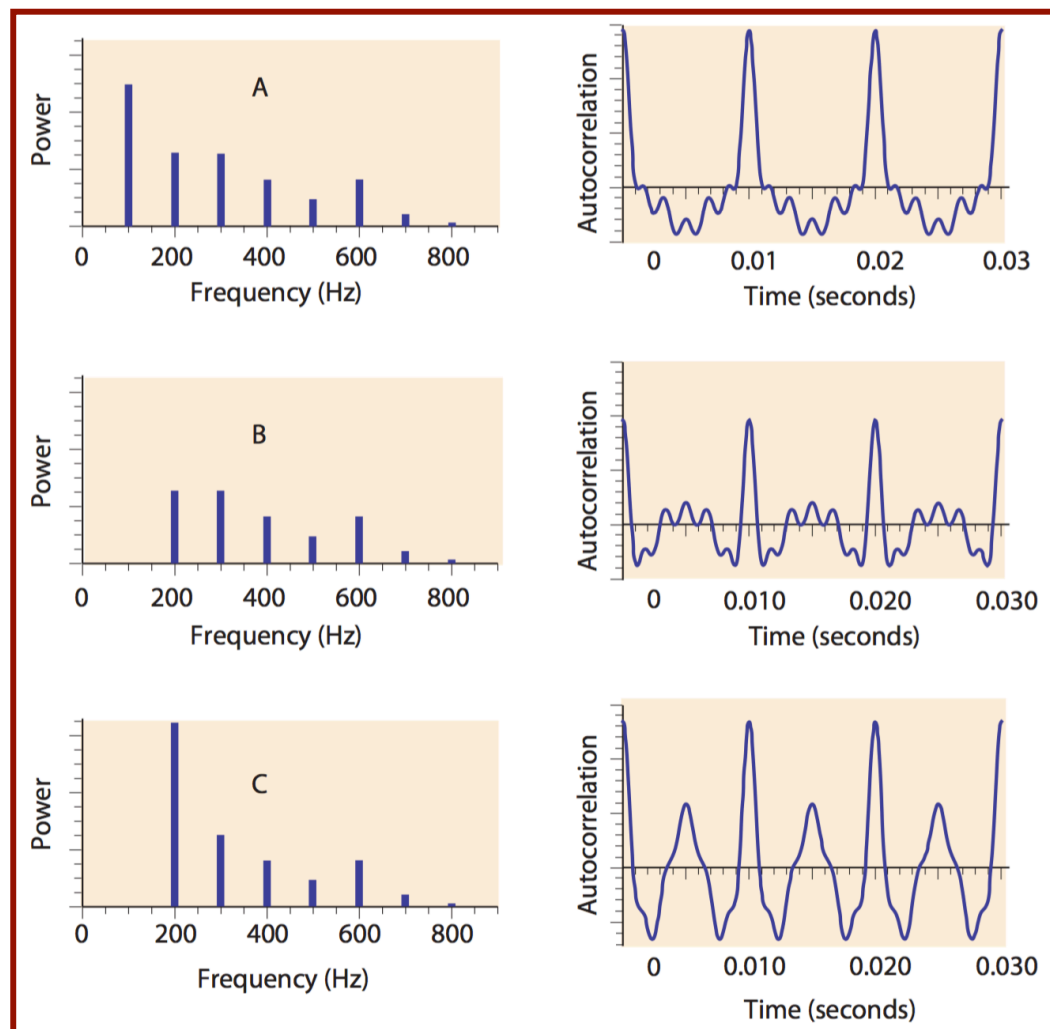 A
Power
0 200 400 600 800
Frequency (Hz)
Autocorrelation
0 0.01 0.02 0.03
Time (seconds)
B
Power
0 200 400 600 800
Frequency (Hz)
Autocorrelation
0 0.010 0.020 0.030
Time (seconds)
C
Power
0 200 400 600 800
Frequency (Hz)
Autocorrelation
0 0.010 0.020 0.030
Time (seconds)